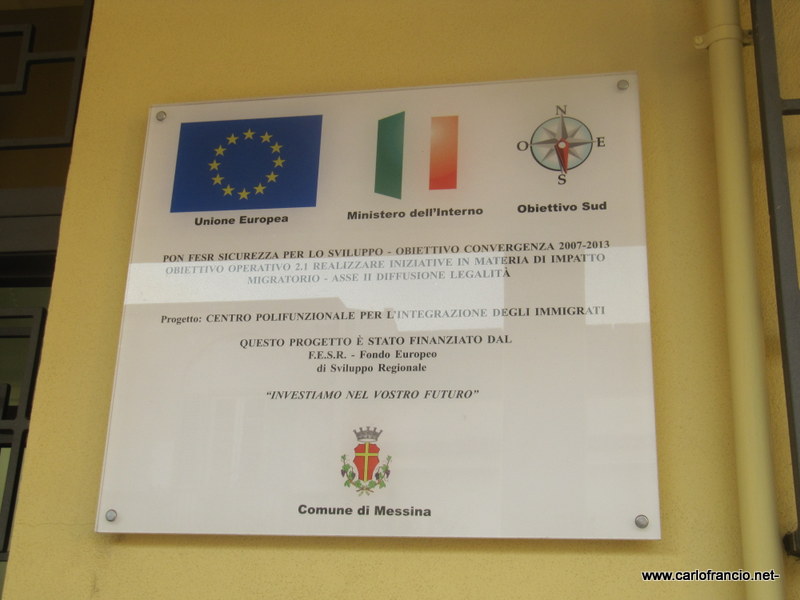 N
O E
S
Unione Europea
Ministero dell'Interno
Obiettivo Sud
PON FESR SICUREZZA PER LO SVILUPPO - OBIETTIVO CONVERGENZA 2007-2013
OBIETTIVO OPERATIVO 2.1 REALIZZARE INIZIATIVE IN MATERIA DI IMPATTO
MIGRATORIO - ASSE II DIFFUSIONE LEGALITÀ
Progetto: CENTRO POLIFUNZIONALE PER L'INTEGRAZIONE DEGLI IMMIGRATI
QUESTO PROGETTO È STATO FINANZIATO DAL
F.E.S.R. - Fondo Europeo
di Sviluppo Regionale
"INVESTIAMO NEL VOSTRO FUTURO"
Comune di Messina
www.carlofrancio.net-